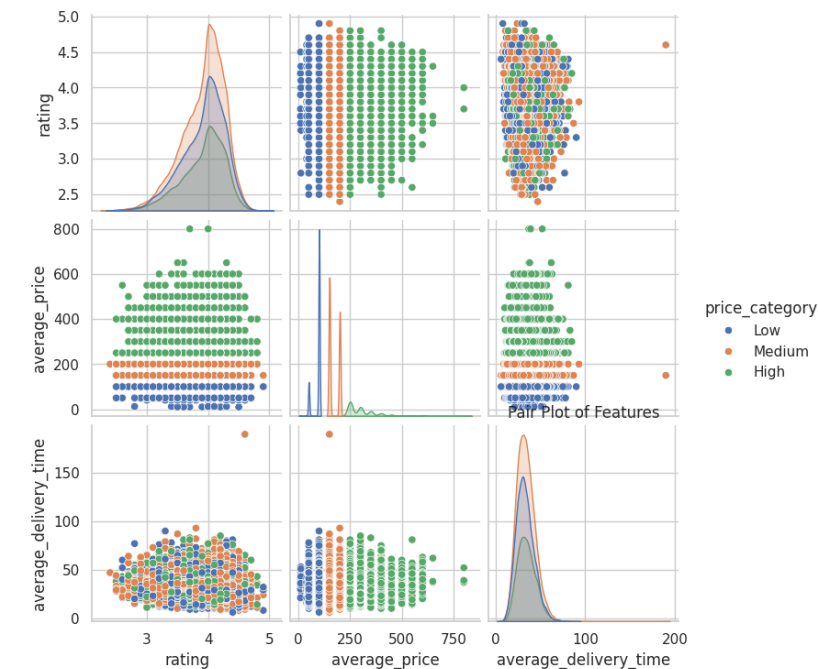 5.0
4.5
4.0
3.5
3.0
2.5
rating
800
600
400
200
0
average_price
price_category
Low
Medium
High
Pair Plot of Features
150
100
50
0
average_delivery_time
3 4 5
rating
0 250 500 750
average_price
0 100 200
average_delivery_time